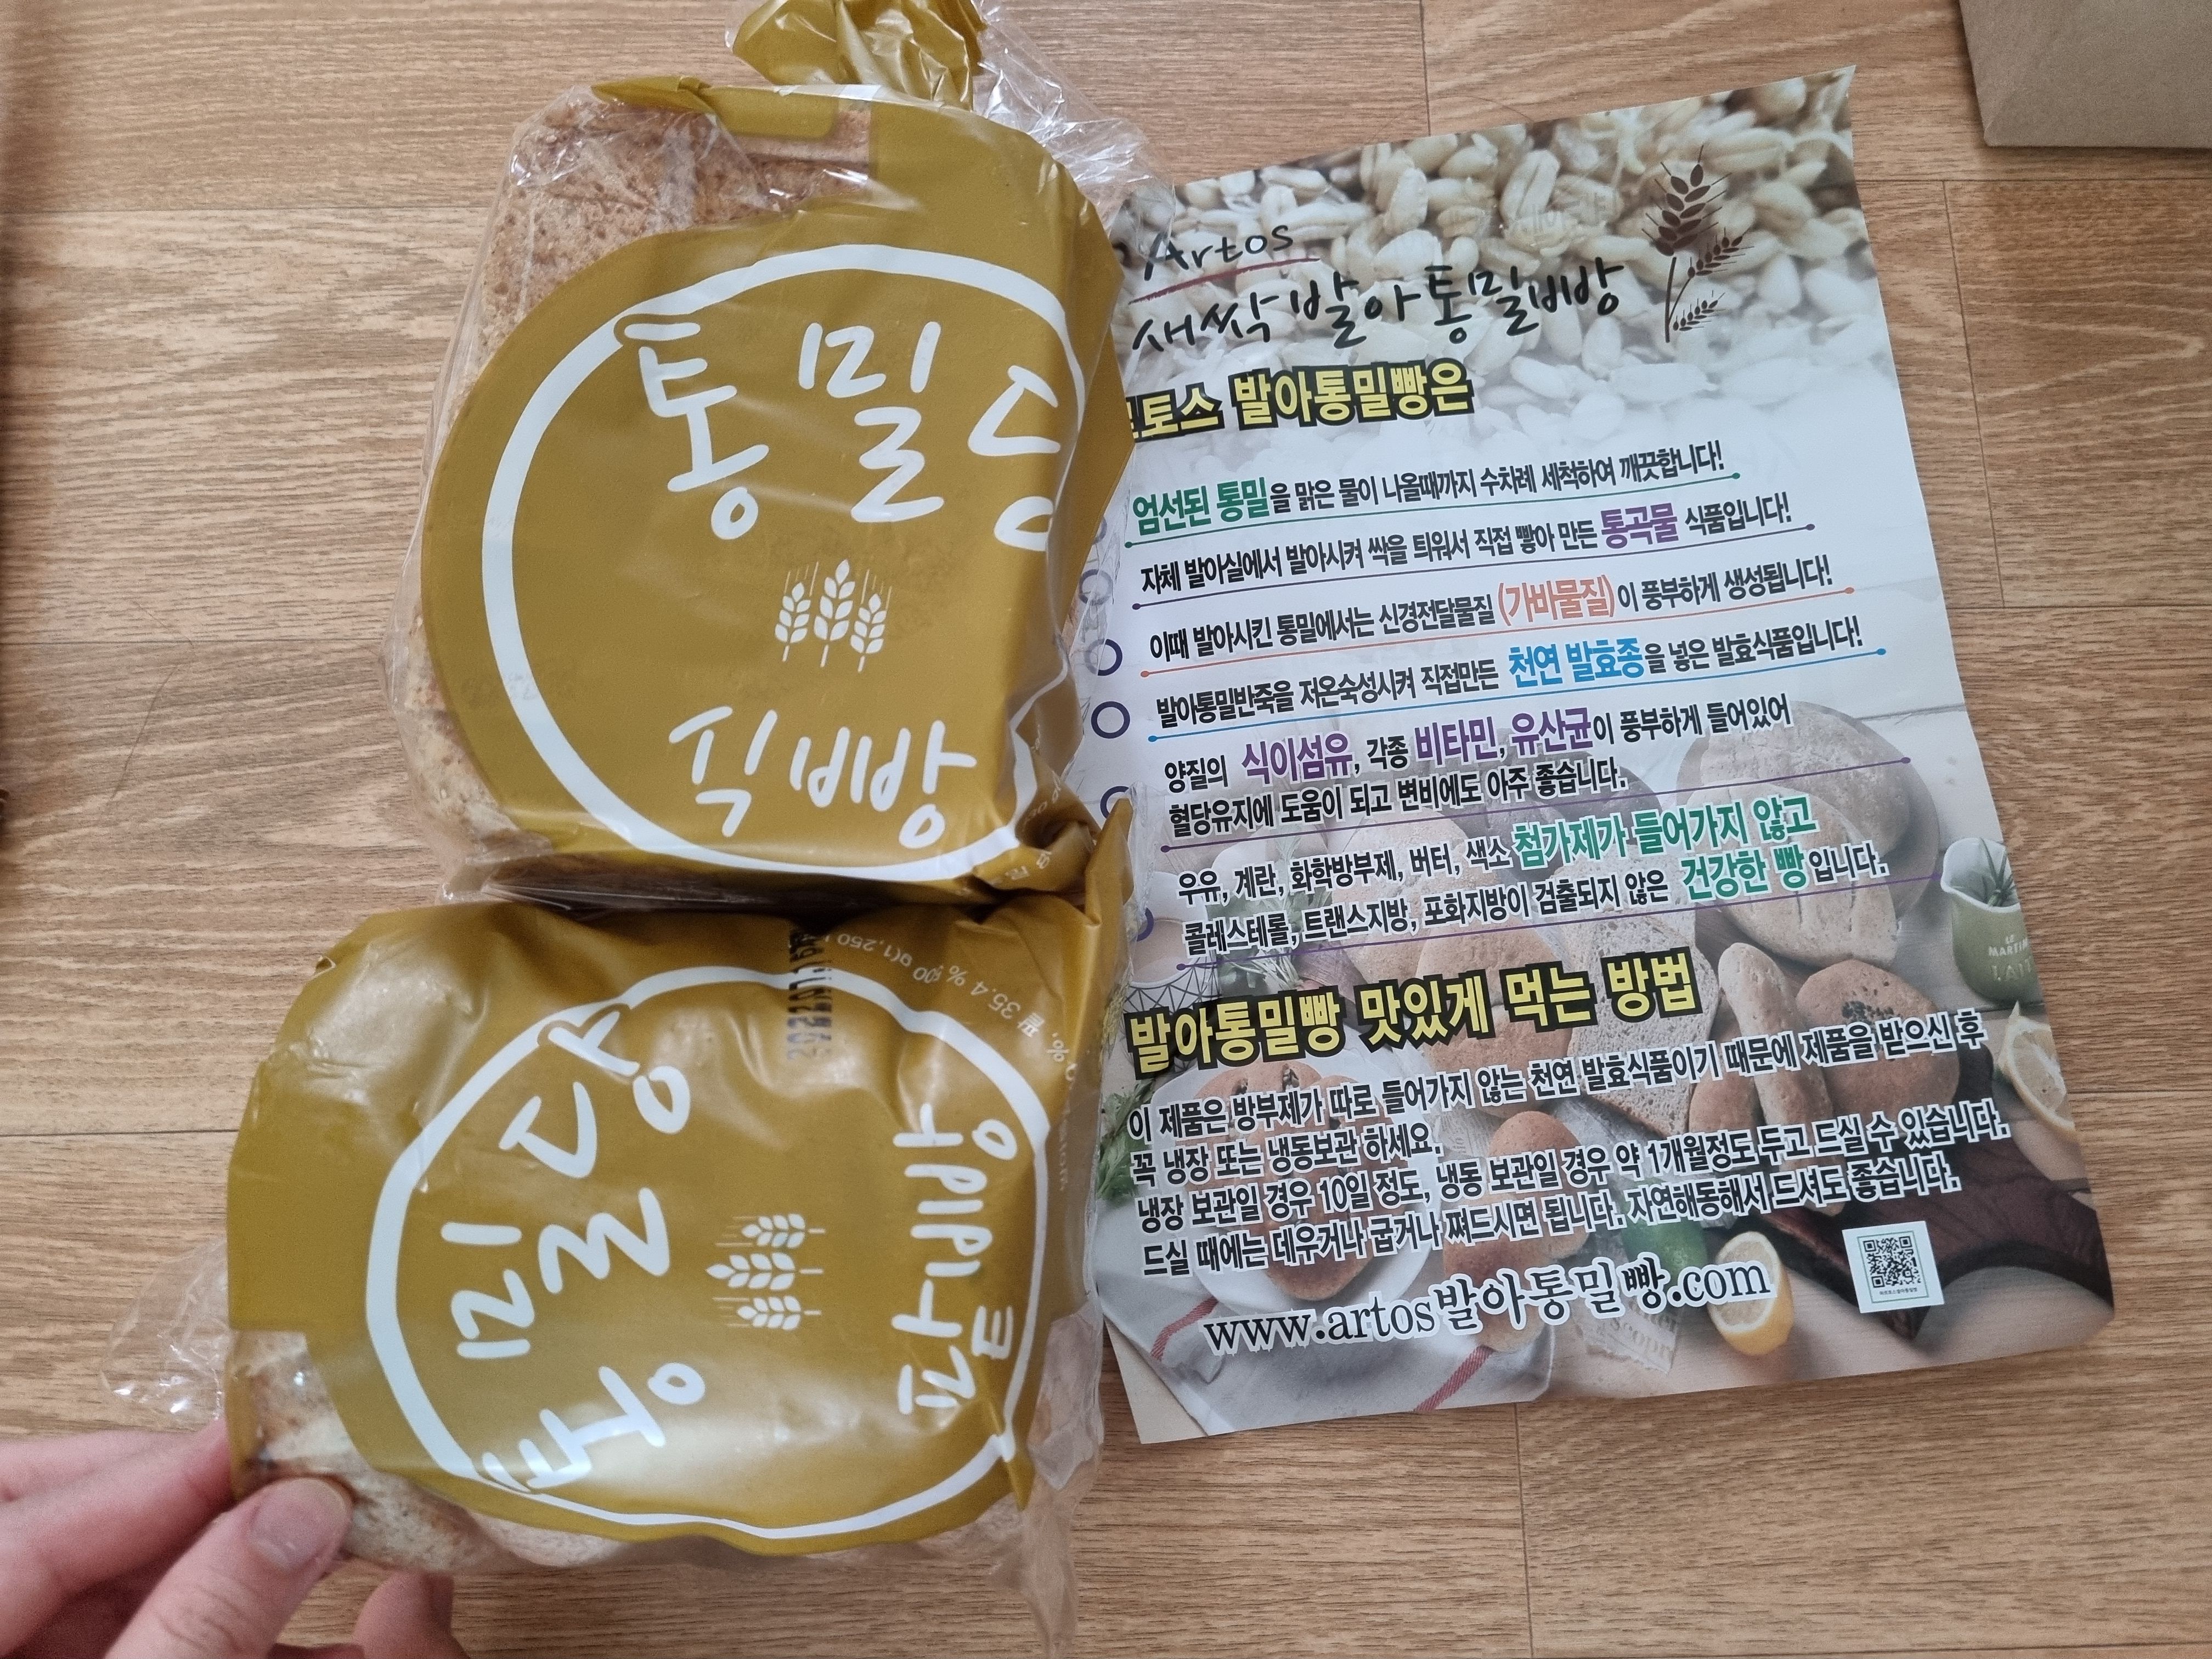 통밀당
식빵
통밀당
모닝빵
Artos
새싹 발아 통밀빵
토스 발아통밀빵은
엄선된 통밀을 맑은 물이 나올때까지 수차례 세척하여 깨끗합니다!
자체 발아실에서 발아시켜 싹을 틔워서 직접 빻아 만든 통곡물 식품입니다!
이때 발아시킨 통밀에서는 신경전달물질 (가바물질)이 풍부하게 생성됩니다!
발아통밀반죽을 저온숙성시켜 직접만든 천연 발효종을 넣은 발효식품입니다!
양질의 식이섬유, 각종 비타민, 유산균이 풍부하게 들어있어
혈당유지에 도움이 되고 변비에도 아주 좋습니다.
우유, 계란, 화학방부제, 버터, 색소 첨가제가 들어가지 않고
콜레스테롤, 트랜스지방, 포화지방이 검출되지 않은 건강한 빵입니다.
발아통밀빵 맛있게 먹는 방법
이 제품은 방부제가 따로 들어가지 않는 천연 발효식품이기 때문에 제품을 받으신 후
꼭 냉장 또는 냉동보관 하세요.
냉장 보관일 경우 10일 정도, 냉동 보관일 경우 약 1개월정도 두고 드실 수 있습니다.
드실 때에는 데우거나 굽거나 쪄드시면 됩니다. 자연해동해서 드셔도 좋습니다.
www.artos발아통밀빵.com